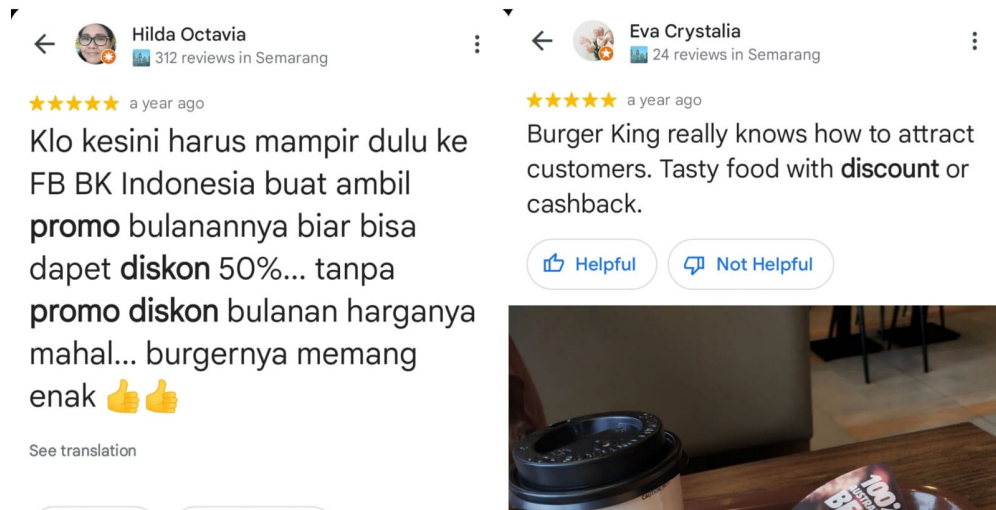 Hilda Octavia
312 reviews in Semarang
a year ago
Klo kesini harus mampir dulu ke
FB BK Indonesia buat ambil
promo bulanannya biar bisa
dapet diskon 50%... tanpa
promo diskon bulanan harganya
mahal... burgernya memang
enak 👍👍
See translation
Eva Crystalia
24 reviews in Semarang
a year ago
Burger King really knows how to attract
customers. Tasty food with discount or
cashback.
Helpful
Not Helpful
100%